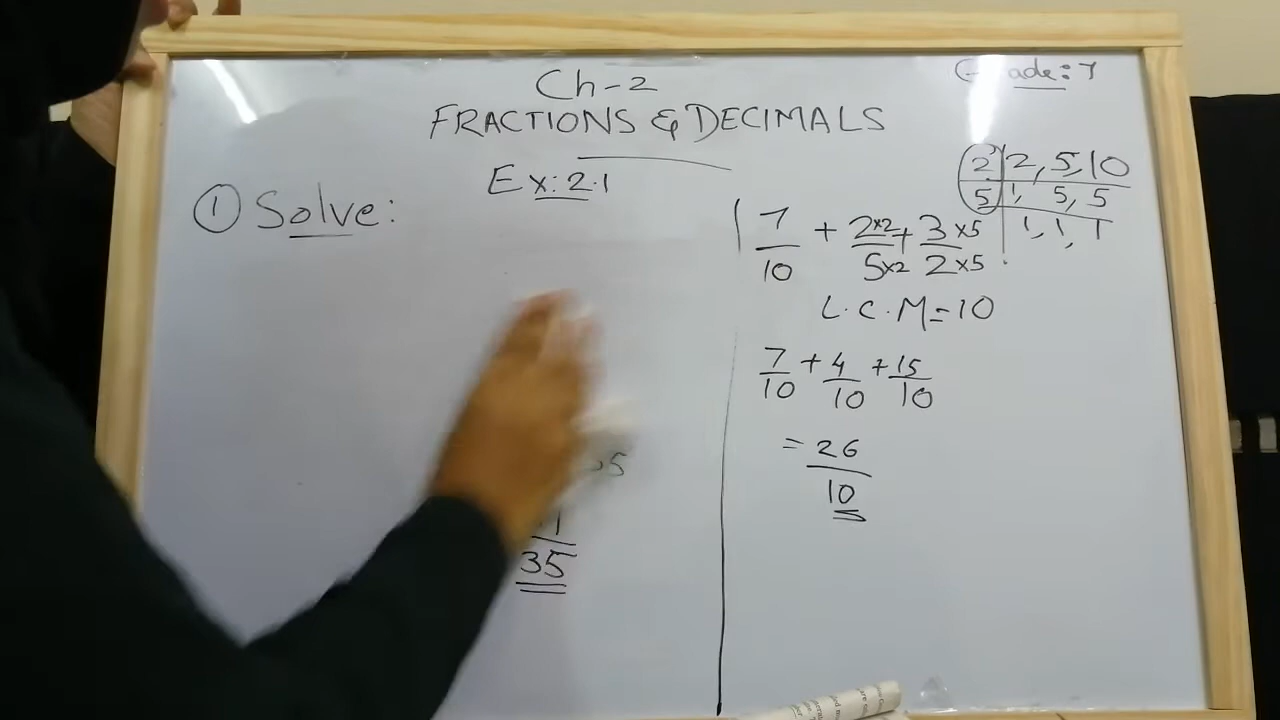 Ch-2
Grade: 7
FRACTIONS & DECIMALS
Ex: 2.1
① Solve:
35
2 | 2, 5, 10
5 | 1, 5, 5
1, 1, 1
7/10 + 2×2/5×2 + 3×5/2×5
L.C.M = 10
7/10 + 4/10 + 15/10
= 26/10